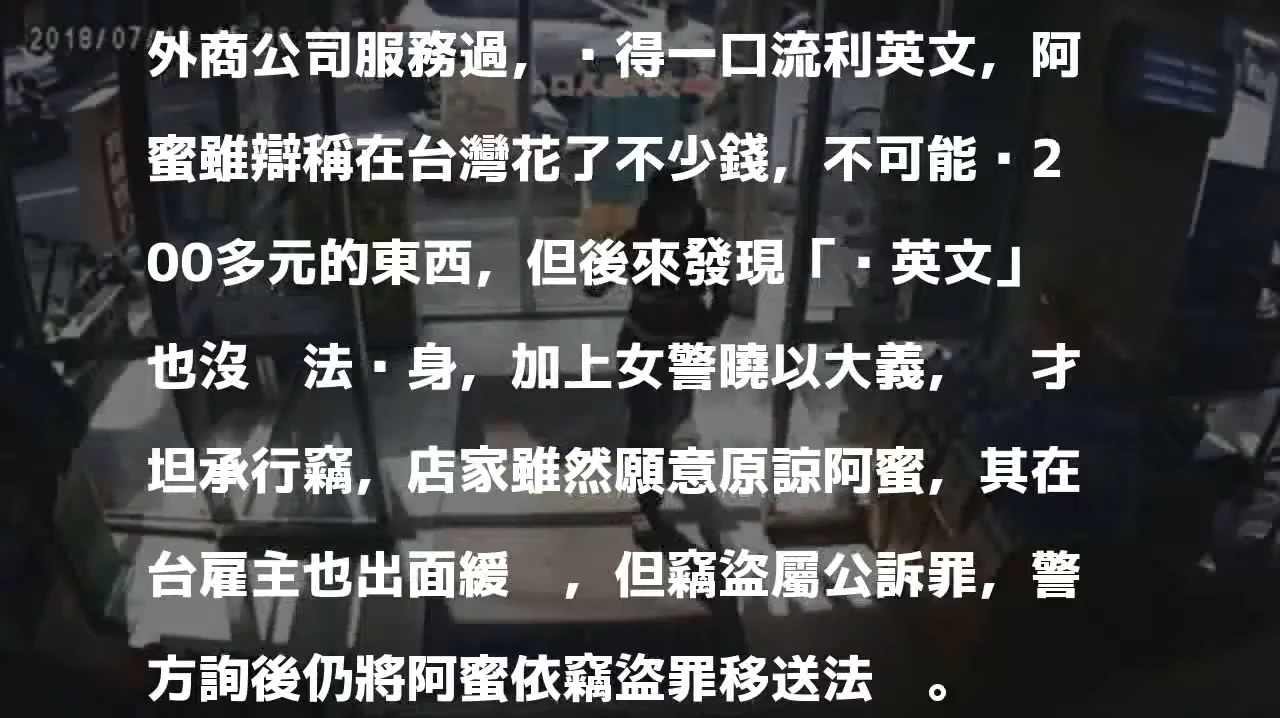 2018/07/
外商公司服務過，·得一口流利英文，阿
蜜雖辯稱在台灣花了不少錢，不可能·2
00多元的東西，但後來發現「·英文」
也沒　法·身，加上女警曉以大義，　才
坦承行竊，店家雖然願意原諒阿蜜，其在
台雇主也出面緩　，但竊盜屬公訴罪，警
方詢後仍將阿蜜依竊盜罪移送法　。